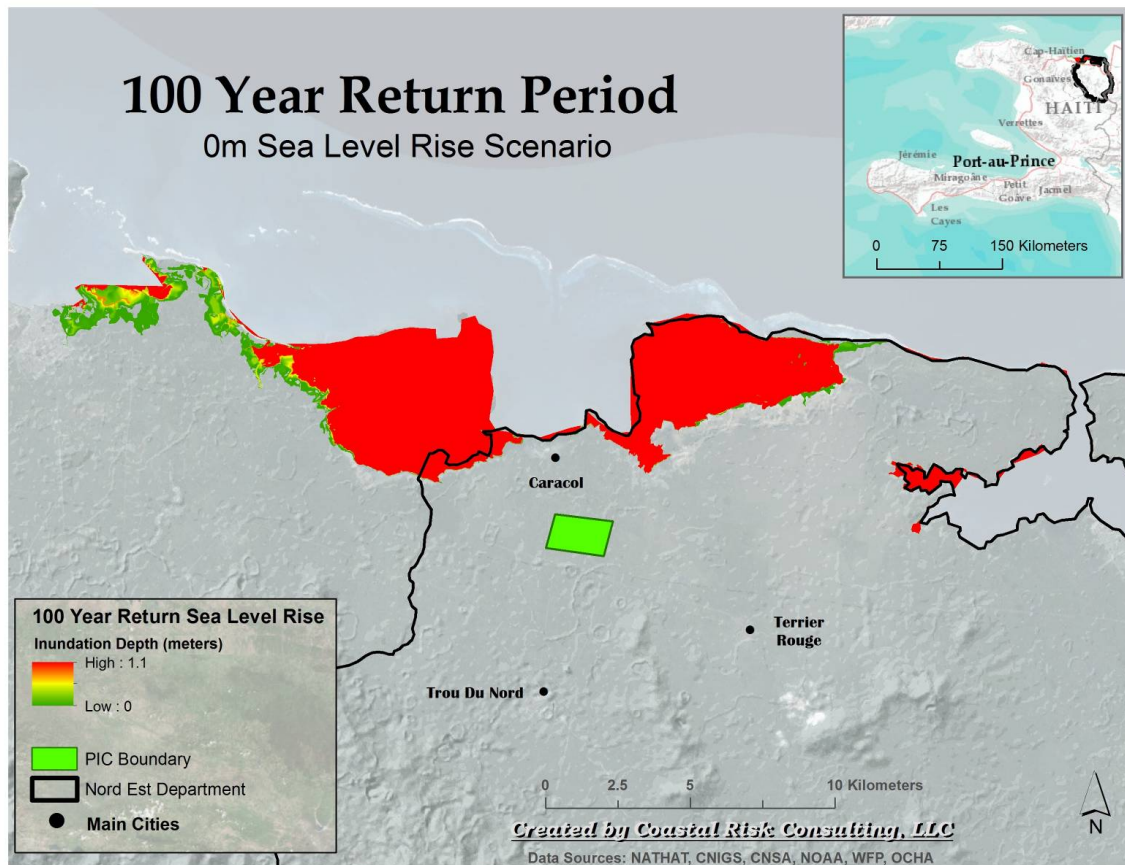 100 Year Return Period
0m Sea Level Rise Scenario
Cap-Haïtien
Gonaïves
HAITI
Verrettes
Jérémie
Port-au-Prince
Miragoâne
Petit
Goave
Jacmel
Les
Cayes
0 75 150 Kilometers
Caracol
Terrier
Rouge
Trou Du Nord
100 Year Return Sea Level Rise
Inundation Depth (meters)
High : 1.1
Low : 0
PIC Boundary
Nord Est Department
Main Cities
0 2.5 5 10 Kilometers
N
Created by Coastal Risk Consulting, LLC
Data Sources: NATHAT, CNIGS, CNSA, NOAA, WFP, OCHA